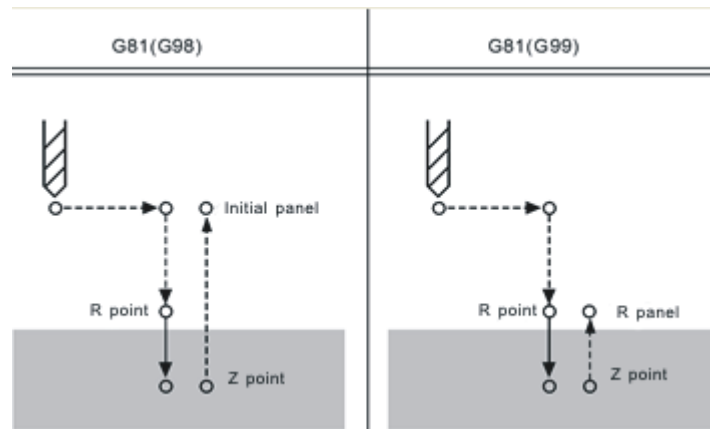 G81(G98)
G81(G99)
Initial panel
R point
Z point
R point
R panel
Z point